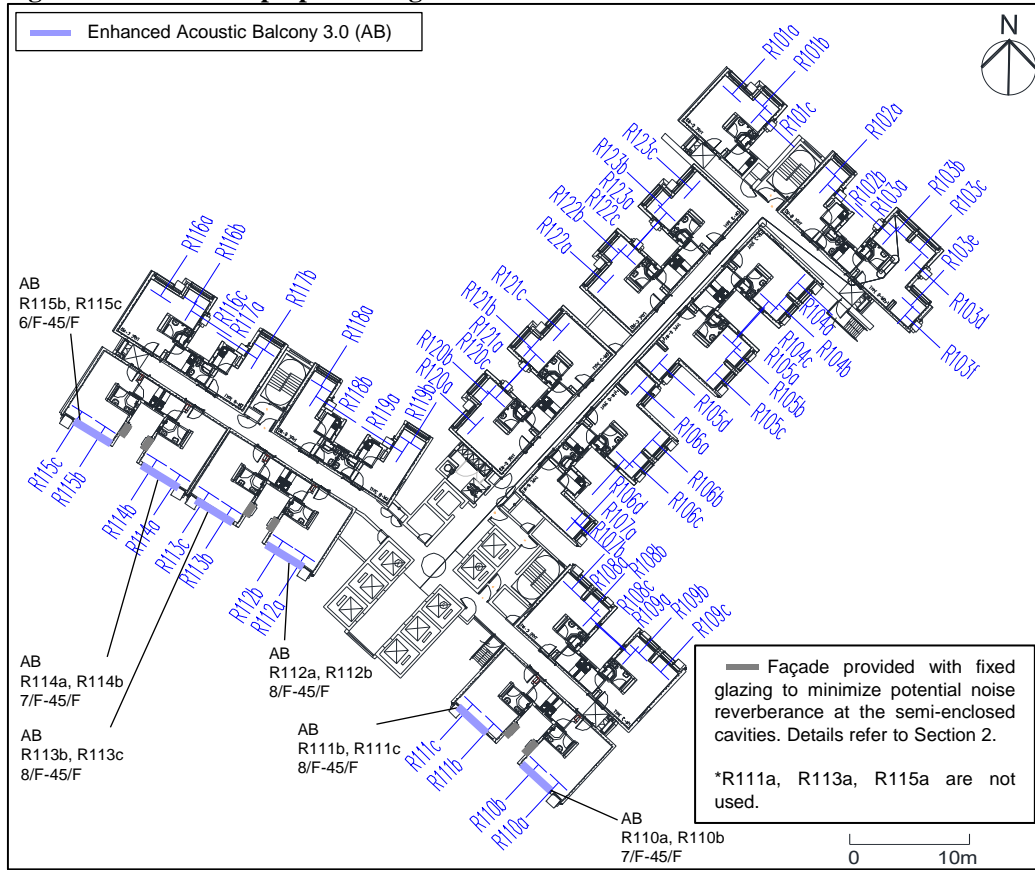 Enhanced Acoustic Balcony 3.0 (AB)
N
R101a
R101b
R101c
R102a
R102b
R103a
R103b
R103c
R103e
R103d
R103f
R123c
R123b
R123a
R122c
R122b
R122a
R121c
R121b
R121a
R120c
R120b
R120a
R104a
R104b
R104c
R105a
R105b
R105c
R105d
R106a
R106b
R106c
R106d
R107a
R107b
R108a
R108b
R108c
R109a
R109b
R109c
R116a
R116b
R116c
R117a
R117b
R118a
R118b
R119a
R119b
AB
R115b, R115c
6/F-45/F
R115c
R115b
R114b
R114a
R113c
R113b
R112b
R112a
R111c
R111b
R110b
R110a
AB
R114a, R114b
7/F-45/F
AB
R113b, R113c
8/F-45/F
AB
R112a, R112b
8/F-45/F
AB
R111b, R111c
8/F-45/F
AB
R110a, R110b
7/F-45/F
Façade provided with fixed
glazing to minimize potential noise
reverberance at the semi-enclosed
cavities. Details refer to Section 2.
*R111a, R113a, R115a are not
used.
0 10m